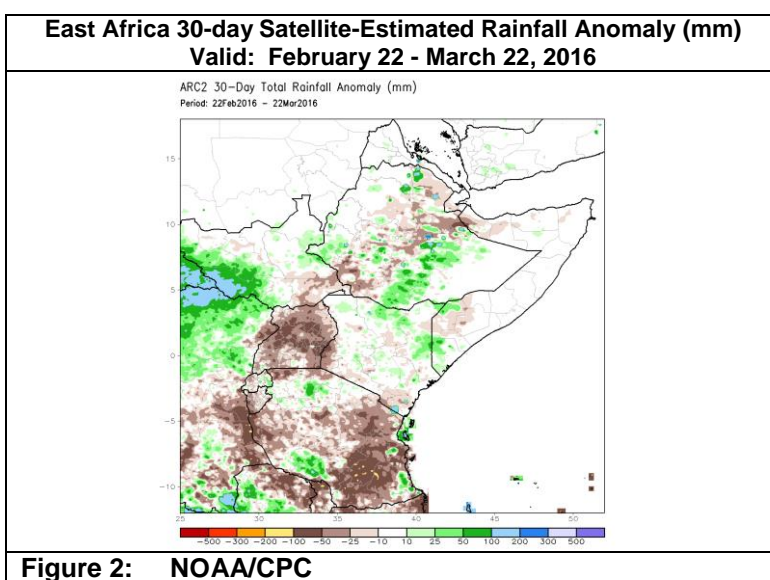 East Africa 30-day Satellite-Estimated Rainfall Anomaly (mm)
Valid: February 22 - March 22, 2016
ARC2 30-Day Total Rainfall Anomaly (mm)
Period: 22Feb2016 - 22Mar2016
15
10
5
0
-5
-10
25 30 35 40 45 50
-500 -300 -200 -100 -50 -25 -10 10 25 50 100 200 300 500
Figure 2: NOAA/CPC